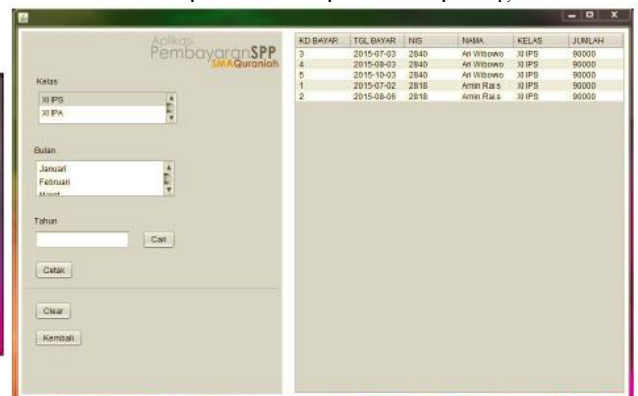 Aplikasi
PembayaranSPP
SMAQuraniah
Kelas
XI IPS
XI IPA
Bulan
Januari
Februari
Maret
Tahun
Cari
Cetak
Clear
Kembali
KD BAYAR TGL BAYAR NIS NAMA KELAS JUMLAH
3 2015-07-03 2840 Ari Wibowo XI IPS 90000
4 2015-08-03 2840 Ari Wibowo XI IPS 90000
5 2015-10-03 2840 Ari Wibowo XI IPS 90000
1 2015-07-02 2818 Amin Rais XI IPS 90000
2 2015-08-06 2818 Amin Rais XI IPS 90000